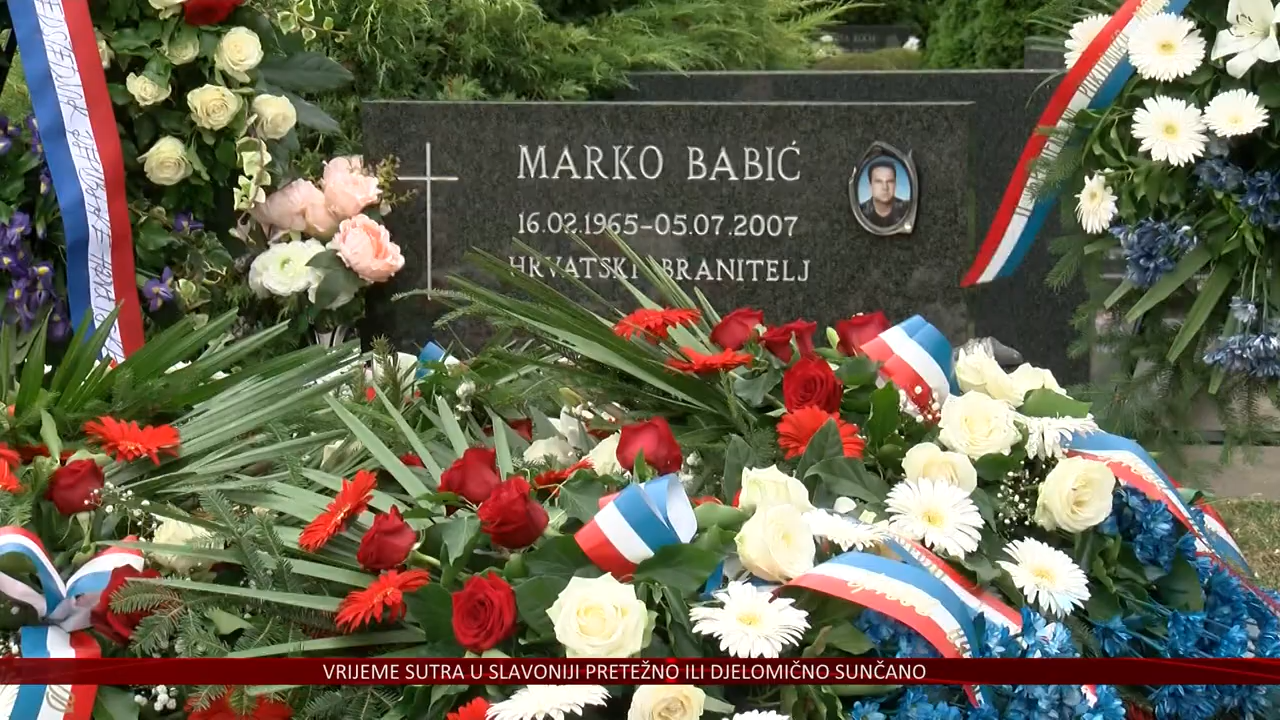 MARKO BABIĆ
16.02.1965-05.07.2007
HRVATSKI BRANITELJ
VRIJEME SUTRA U SLAVONIJI PRETEŽNO ILI DJELOMIČNO SUNČANO